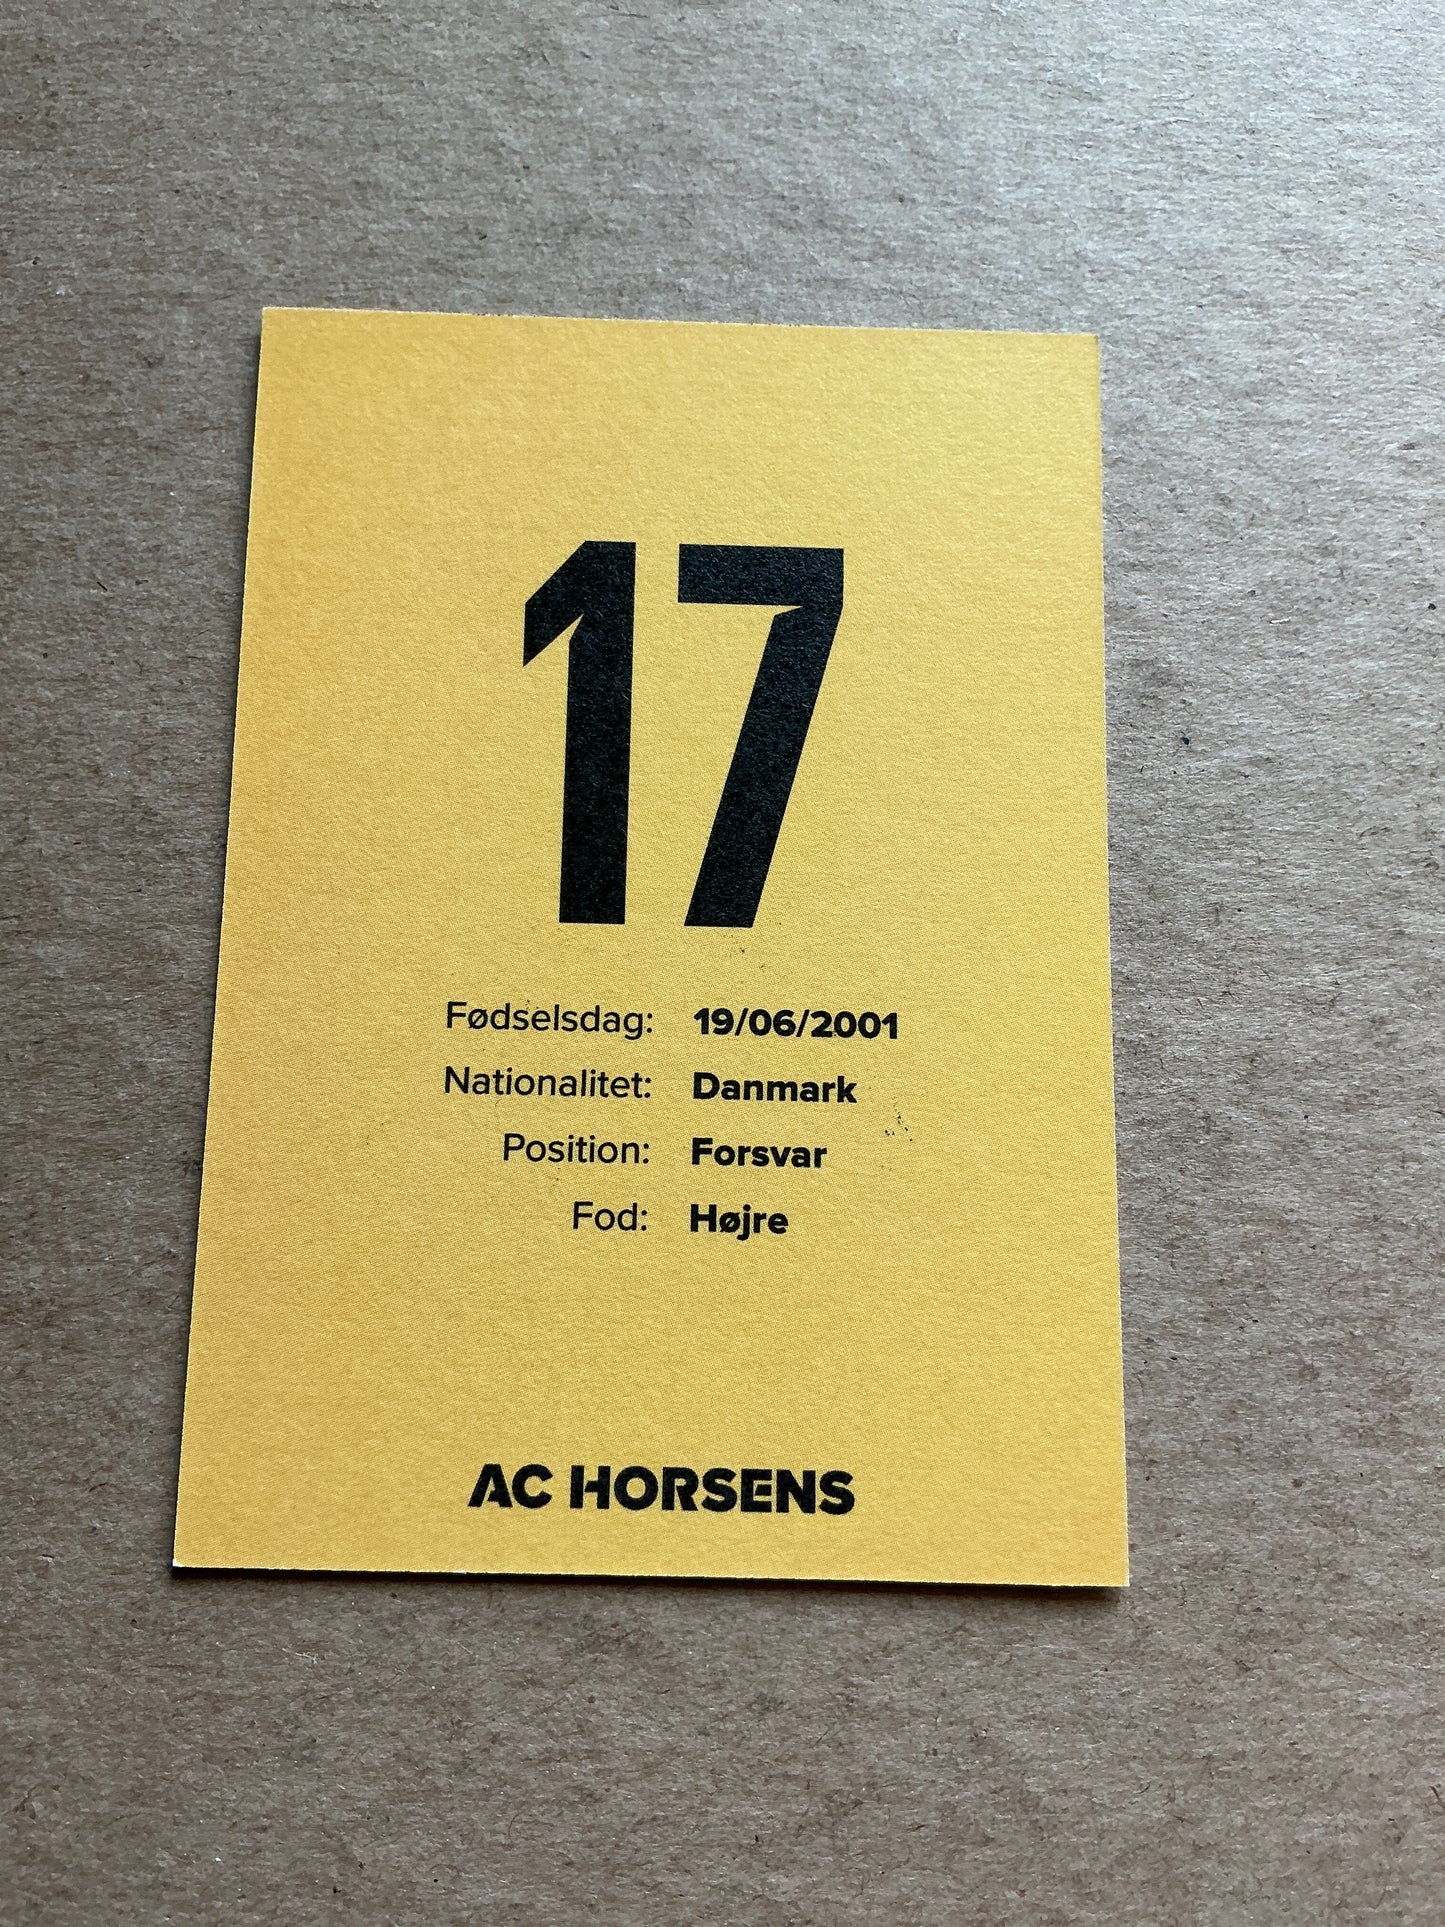 17
Fødselsdag: 19/06/2001
Nationalitet: Danmark
Position: Forsvar
Fod: Højre
AC HORSENS